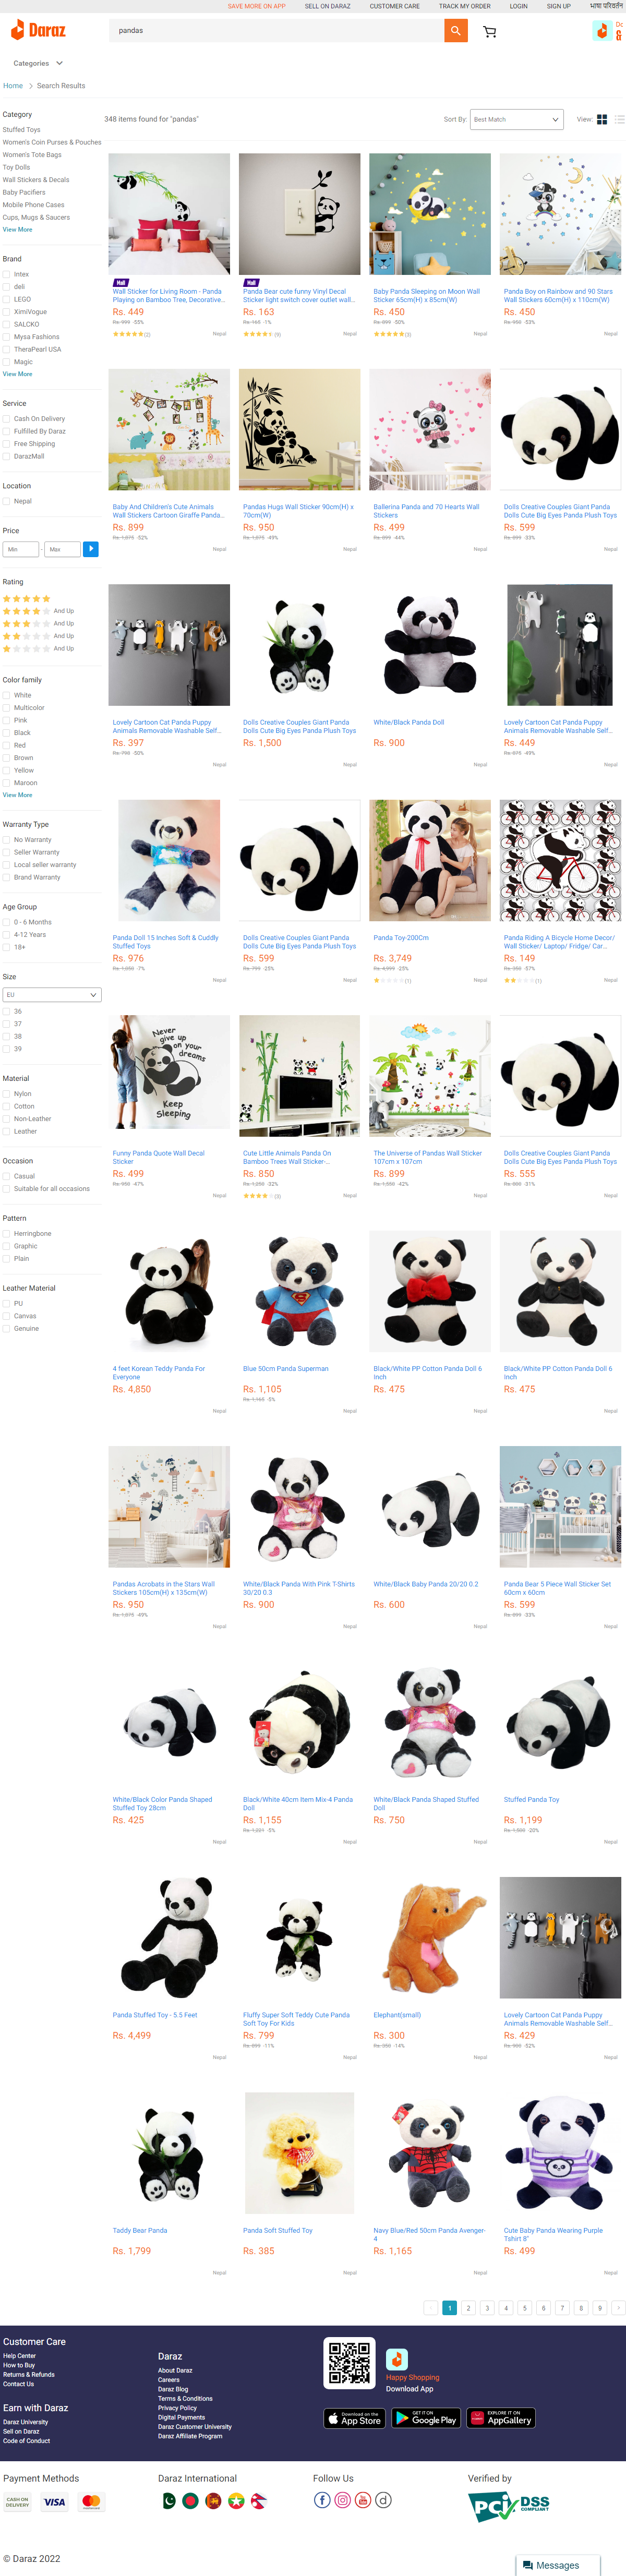 SAVE MORE ON APP SELL ON DARAZ CUSTOMER CARE TRACK MY ORDER LOGIN SIGN UP भाषा परिवर्तन
Daraz
pandas
Categories
Home > Search Results
Category
348 items found for "pandas"
Sort By: Best Match
View:
Stuffed Toys
Women's Coin Purses & Pouches
Women's Tote Bags
Toy Dolls
Wall Stickers & Decals
Baby Pacifiers
Mobile Phone Cases
Cups, Mugs & Saucers
View More
Brand
Intex
deli
LEGO
XimiVogue
SALCKO
Mysa Fashions
TheraPearl USA
Magic
View More
Service
Cash On Delivery
Fulfilled By Daraz
Free Shipping
DarazMall
Location
Nepal
Price
Min - Max
Rating
And Up
And Up
And Up
And Up
Color family
White
Multicolor
Pink
Black
Red
Brown
Yellow
Maroon
View More
Warranty Type
No Warranty
Seller Warranty
Local seller warranty
Brand Warranty
Age Group
0 - 6 Months
4-12 Years
18+
Size
EU
36
37
38
39
Material
Nylon
Cotton
Non-Leather
Leather
Occasion
Casual
Suitable for all occasions
Pattern
Herringbone
Graphic
Plain
Leather Material
PU
Canvas
Genuine
Mall
Wall Sticker for Living Room - Panda
Playing on Bamboo Tree, Decorative...
Rs. 449
Rs. 999 -55%
(2)
Nepal
Mall
Panda Bear cute funny Vinyl Decal
Sticker light switch cover outlet wall...
Rs. 163
Rs. 165 -1%
(9)
Nepal
Baby Panda Sleeping on Moon Wall
Sticker 65cm(H) x 85cm(W)
Rs. 450
Rs. 899 -50%
(3)
Nepal
Panda Boy on Rainbow and 90 Stars
Wall Stickers 60cm(H) x 110cm(W)
Rs. 450
Rs. 950 -53%
Nepal
Baby And Children's Cute Animals
Wall Stickers Cartoon Giraffe Panda...
Rs. 899
Rs. 1,875 -52%
Nepal
Pandas Hugs Wall Sticker 90cm(H) x
70cm(W)
Rs. 950
Rs. 1,875 -49%
Nepal
Ballerina Panda and 70 Hearts Wall
Stickers
Rs. 499
Rs. 899 -44%
Nepal
Dolls Creative Couples Giant Panda
Dolls Cute Big Eyes Panda Plush Toys
Rs. 599
Rs. 899 -33%
Nepal
Lovely Cartoon Cat Panda Puppy
Animals Removable Washable Self...
Rs. 397
Rs. 798 -50%
Nepal
Dolls Creative Couples Giant Panda
Dolls Cute Big Eyes Panda Plush Toys
Rs. 1,500
Nepal
White/Black Panda Doll
Rs. 900
Nepal
Lovely Cartoon Cat Panda Puppy
Animals Removable Washable Self...
Rs. 449
Rs. 875 -49%
Nepal
Panda Doll 15 Inches Soft & Cuddly
Stuffed Toys
Rs. 976
Rs. 1,050 -7%
Nepal
Dolls Creative Couples Giant Panda
Dolls Cute Big Eyes Panda Plush Toys
Rs. 599
Rs. 799 -25%
Nepal
Panda Toy-200Cm
Rs. 3,749
Rs. 4,999 -25%
(1)
Nepal
Panda Riding A Bicycle Home Decor/
Wall Sticker/ Laptop/ Fridge/ Car...
Rs. 149
Rs. 350 -57%
(1)
Nepal
Never
give up
on your
dreams
Keep
Sleeping
Funny Panda Quote Wall Decal
Sticker
Rs. 499
Rs. 950 -47%
Nepal
Cute Little Animals Panda On
Bamboo Trees Wall Sticker-...
Rs. 850
Rs. 1,250 -32%
(3)
Nepal
The Universe of Pandas Wall Sticker
107cm x 107cm
Rs. 899
Rs. 1,550 -42%
Nepal
Dolls Creative Couples Giant Panda
Dolls Cute Big Eyes Panda Plush Toys
Rs. 555
Rs. 800 -31%
Nepal
4 feet Korean Teddy Panda For
Everyone
Rs. 4,850
Nepal
Blue 50cm Panda Superman
Rs. 1,105
Rs. 1,165 -5%
Nepal
Black/White PP Cotton Panda Doll 6
Inch
Rs. 475
Nepal
Black/White PP Cotton Panda Doll 6
Inch
Rs. 475
Nepal
Pandas Acrobats in the Stars Wall
Stickers 105cm(H) x 135cm(W)
Rs. 950
Rs. 1,875 -49%
Nepal
White/Black Panda With Pink T-Shirts
30/20 0.3
Rs. 900
Nepal
White/Black Baby Panda 20/20 0.2
Rs. 600
Nepal
Panda Bear 5 Piece Wall Sticker Set
60cm x 60cm
Rs. 599
Rs. 899 -33%
Nepal
White/Black Color Panda Shaped
Stuffed Toy 28cm
Rs. 425
Nepal
Black/White 40cm Item Mix-4 Panda
Doll
Rs. 1,155
Rs. 1,221 -5%
Nepal
White/Black Panda Shaped Stuffed
Doll
Rs. 750
Nepal
Stuffed Panda Toy
Rs. 1,199
Rs. 1,500 -20%
Nepal
Panda Stuffed Toy - 5.5 Feet
Rs. 4,499
Nepal
Fluffy Super Soft Teddy Cute Panda
Soft Toy For Kids
Rs. 799
Rs. 899 -11%
Nepal
Elephant(small)
Rs. 300
Rs. 350 -14%
Nepal
Lovely Cartoon Cat Panda Puppy
Animals Removable Washable Self...
Rs. 429
Rs. 900 -52%
Nepal
Taddy Bear Panda
Rs. 1,799
Nepal
Panda Soft Stuffed Toy
Rs. 385
Nepal
Navy Blue/Red 50cm Panda Avenger-
4
Rs. 1,165
Nepal
Cute Baby Panda Wearing Purple
Tshirt 8"
Rs. 499
Nepal
1 2 3 4 5 6 7 8 9 >
Customer Care
Help Center
How to Buy
Returns & Refunds
Contact Us
Earn with Daraz
Daraz University
Sell on Daraz
Code of Conduct
Daraz
About Daraz
Careers
Daraz Blog
Terms & Conditions
Privacy Policy
Digital Payments
Daraz Customer University
Daraz Affiliate Program
Happy Shopping
Download App
Download on the App Store
GET IT ON Google Play
EXPLORE IT ON AppGallery
Payment Methods
CASH ON DELIVERY
VISA
MasterCard
Daraz International
Follow Us
You Tube
d
Verified by
PCI DSS COMPLIANT
© Daraz 2022
Messages